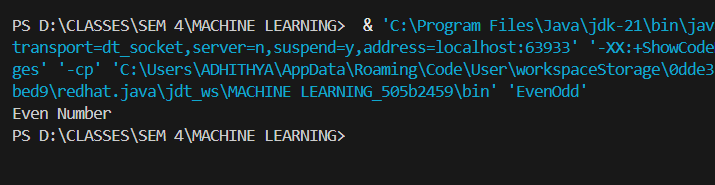 PS D:\CLASSES\SEM 4\MACHINE LEARNING>  & 'C:\Program Files\Java\jdk-21\bin\jav
transport=dt_socket,server=n,suspend=y,address=localhost:63933' '-XX:+ShowCode
ges' '-cp' 'C:\Users\ADHITHYA\AppData\Roaming\Code\User\workspaceStorage\0dde3
bed9\redhat.java\jdt_ws\MACHINE LEARNING_505b2459\bin' 'EvenOdd'
Even Number
PS D:\CLASSES\SEM 4\MACHINE LEARNING>